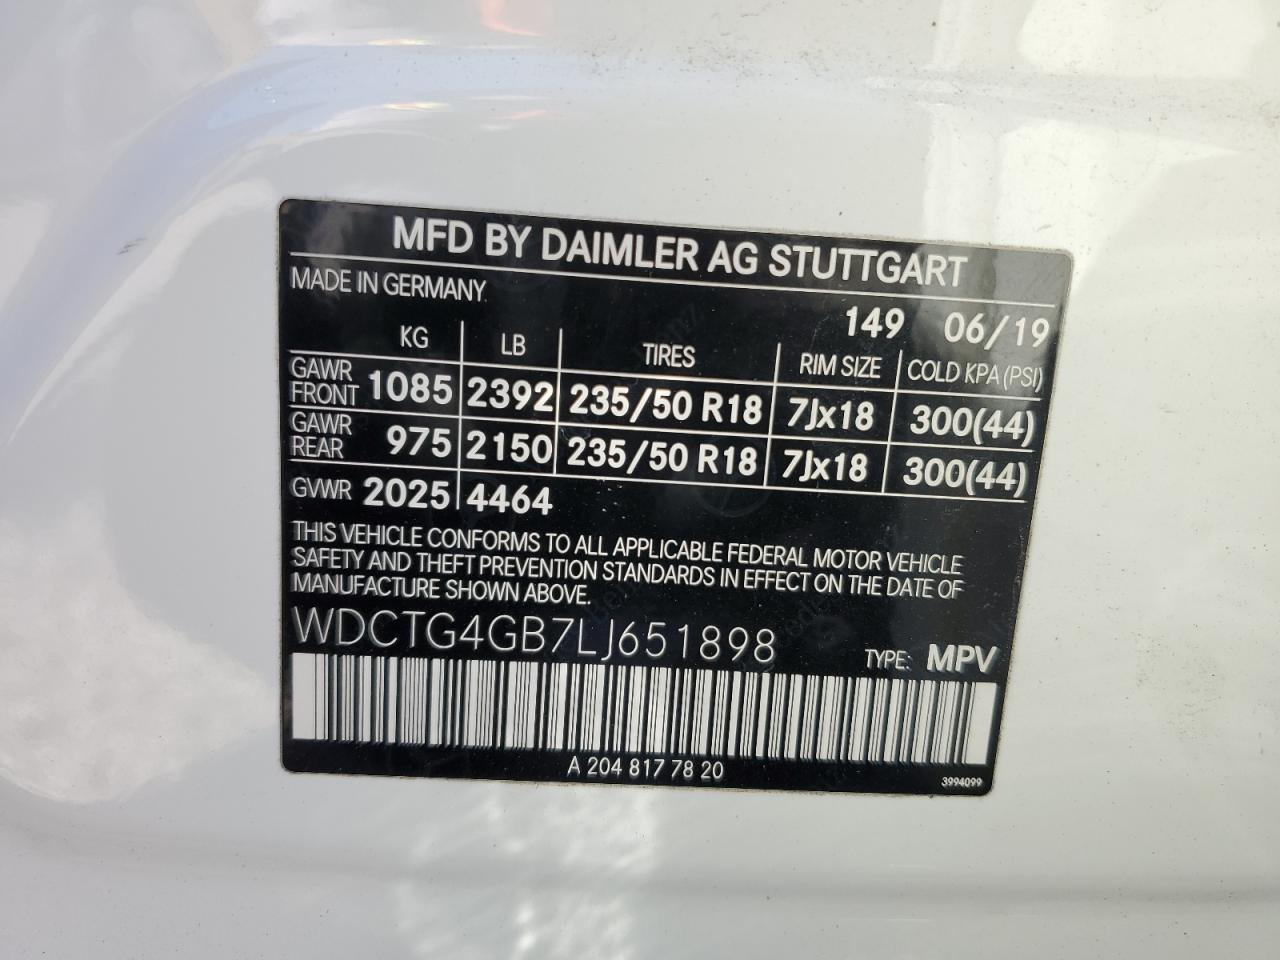 MFD BY DAIMLER AG STUTTGART
MADE IN GERMANY
149 06/19
KG LB TIRES RIM SIZE COLD KPA (PSI)
GAWR FRONT 1085 2392 235/50 R18 7Jx18 300(44)
GAWR REAR 975 2150 235/50 R18 7Jx18 300(44)
GVWR 2025 4464
THIS VEHICLE CONFORMS TO ALL APPLICABLE FEDERAL MOTOR VEHICLE
SAFETY AND THEFT PREVENTION STANDARDS IN EFFECT ON THE DATE OF
MANUFACTURE SHOWN ABOVE.
WDCTG4GB7LJ651898
TYPE: MPV
A 204 817 78 20
3994099